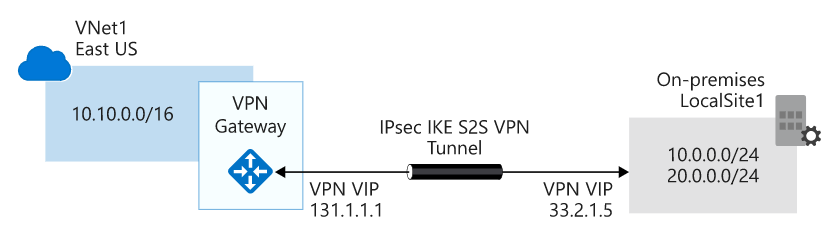 VNet1
East US
10.10.0.0/16
VPN
Gateway
IPsec IKE S2S VPN
Tunnel
VPN VIP
131.1.1.1
VPN VIP
33.2.1.5
On-premises
LocalSite1
10.0.0.0/24
20.0.0.0/24